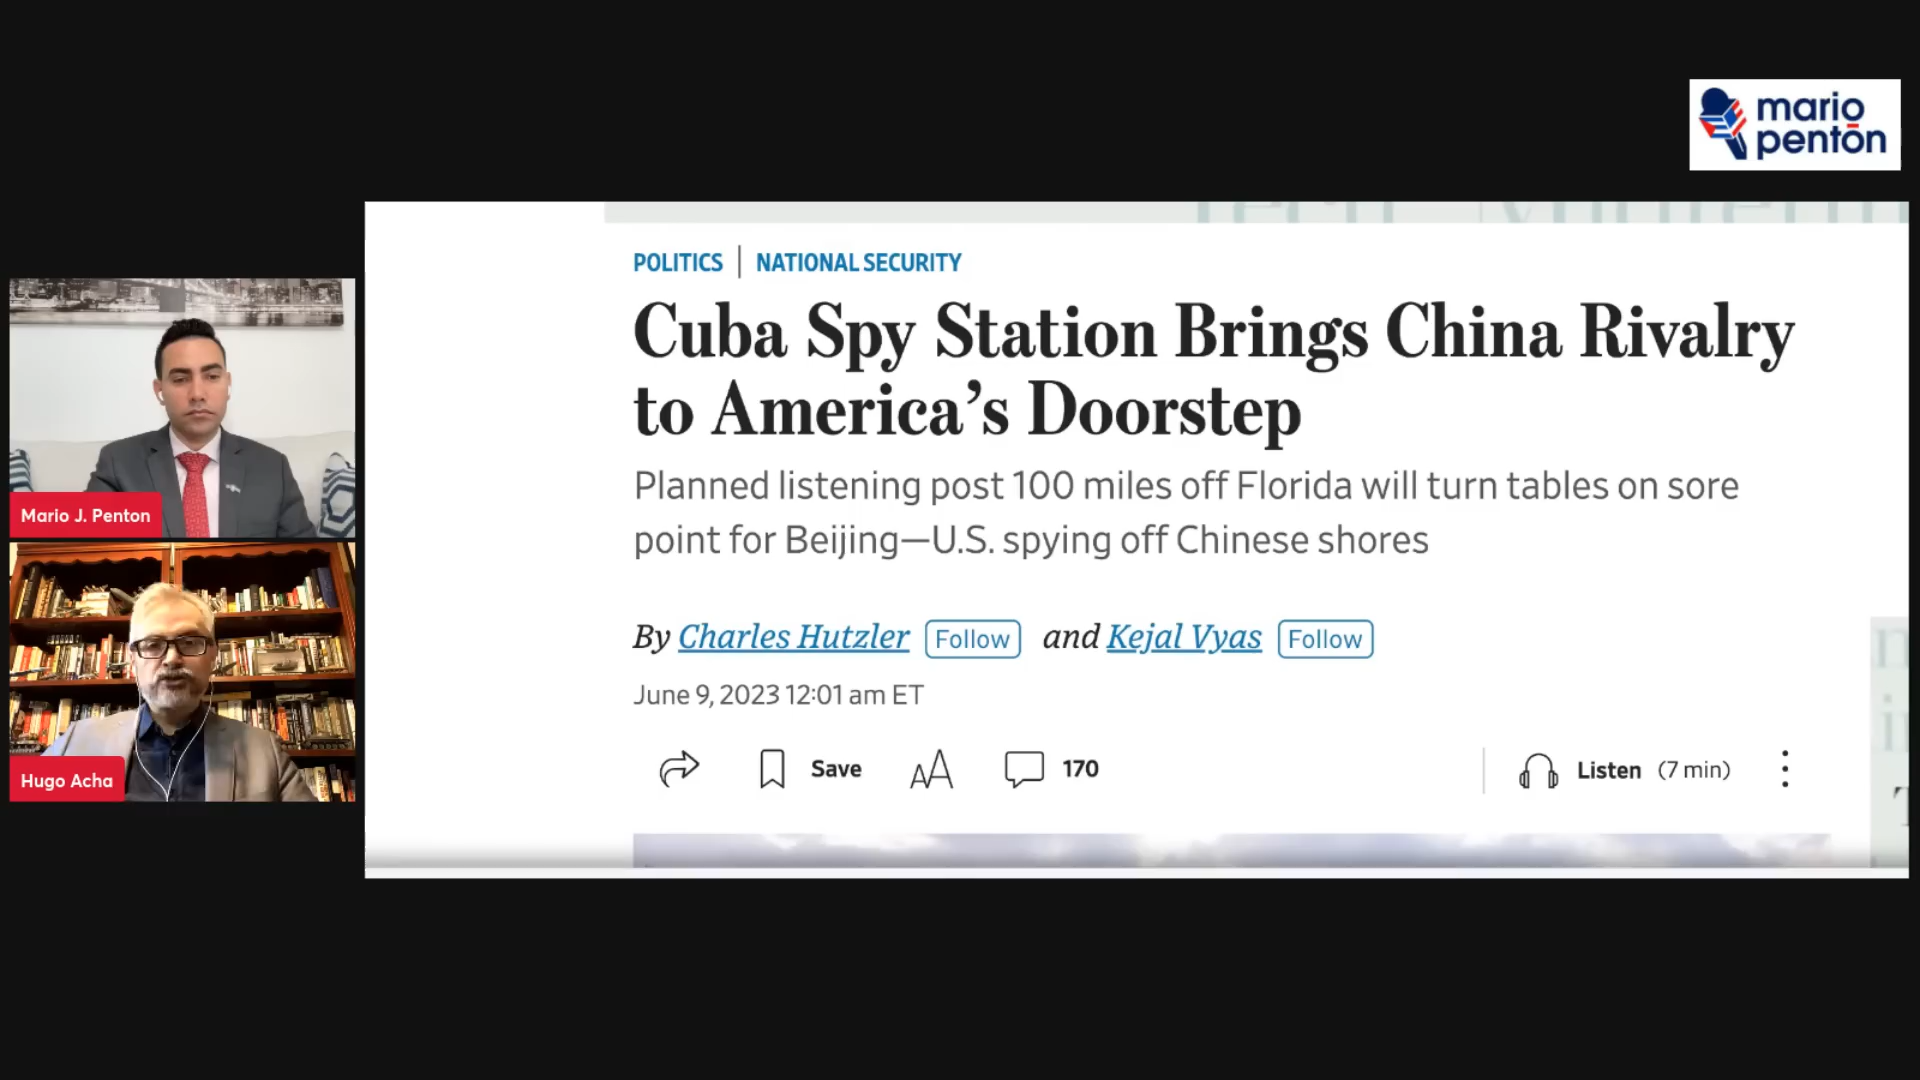 mario
pentón
POLITICS | NATIONAL SECURITY
Cuba Spy Station Brings China Rivalry
to America's Doorstep
Planned listening post 100 miles off Florida will turn tables on sore
point for Beijing—U.S. spying off Chinese shores
By Charles Hutzler Follow and Kejal Vyas Follow
June 9, 2023 12:01 am ET
Save 170 Listen (7 min)
Mario J. Penton
Hugo Acha